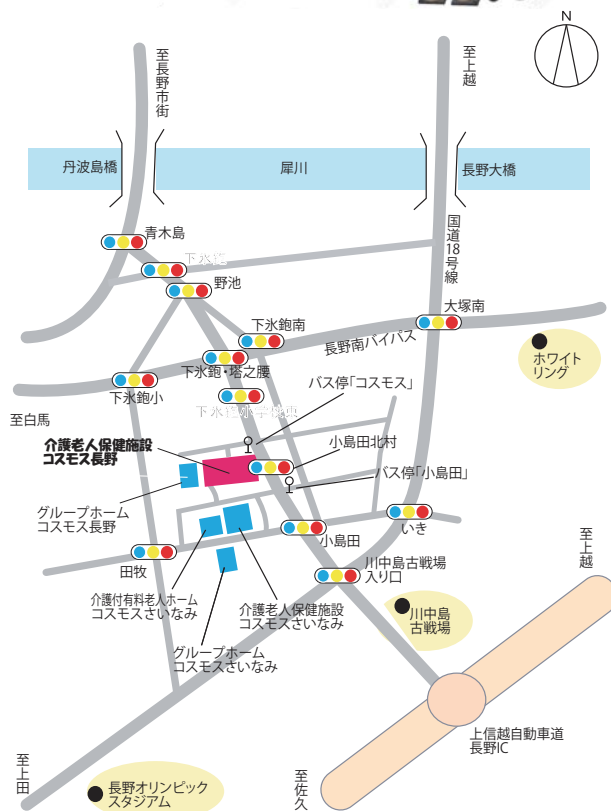 N
至長野市街
至上越
丹波島橋
犀川
長野大橋
青木島
国道18号線
野池
大塚南
下氷鉋南
長野南バイパス
ホワイト
リング
下氷鉋・塔之腰
下氷鉋小
バス停「コスモス」
至白馬
小島田北村
介護老人保健施設
コスモス長野
バス停「小島田」
グループホーム
コスモス長野
いき
小島田
田牧
川中島古戦場
入り口
至上越
介護付有料老人ホーム
コスモスさいなみ
介護老人保健施設
コスモスさいなみ
川中島
古戦場
グループホーム
コスモスさいなみ
上信越自動車道
長野IC
至上田
至佐久
長野オリンピック
スタジアム